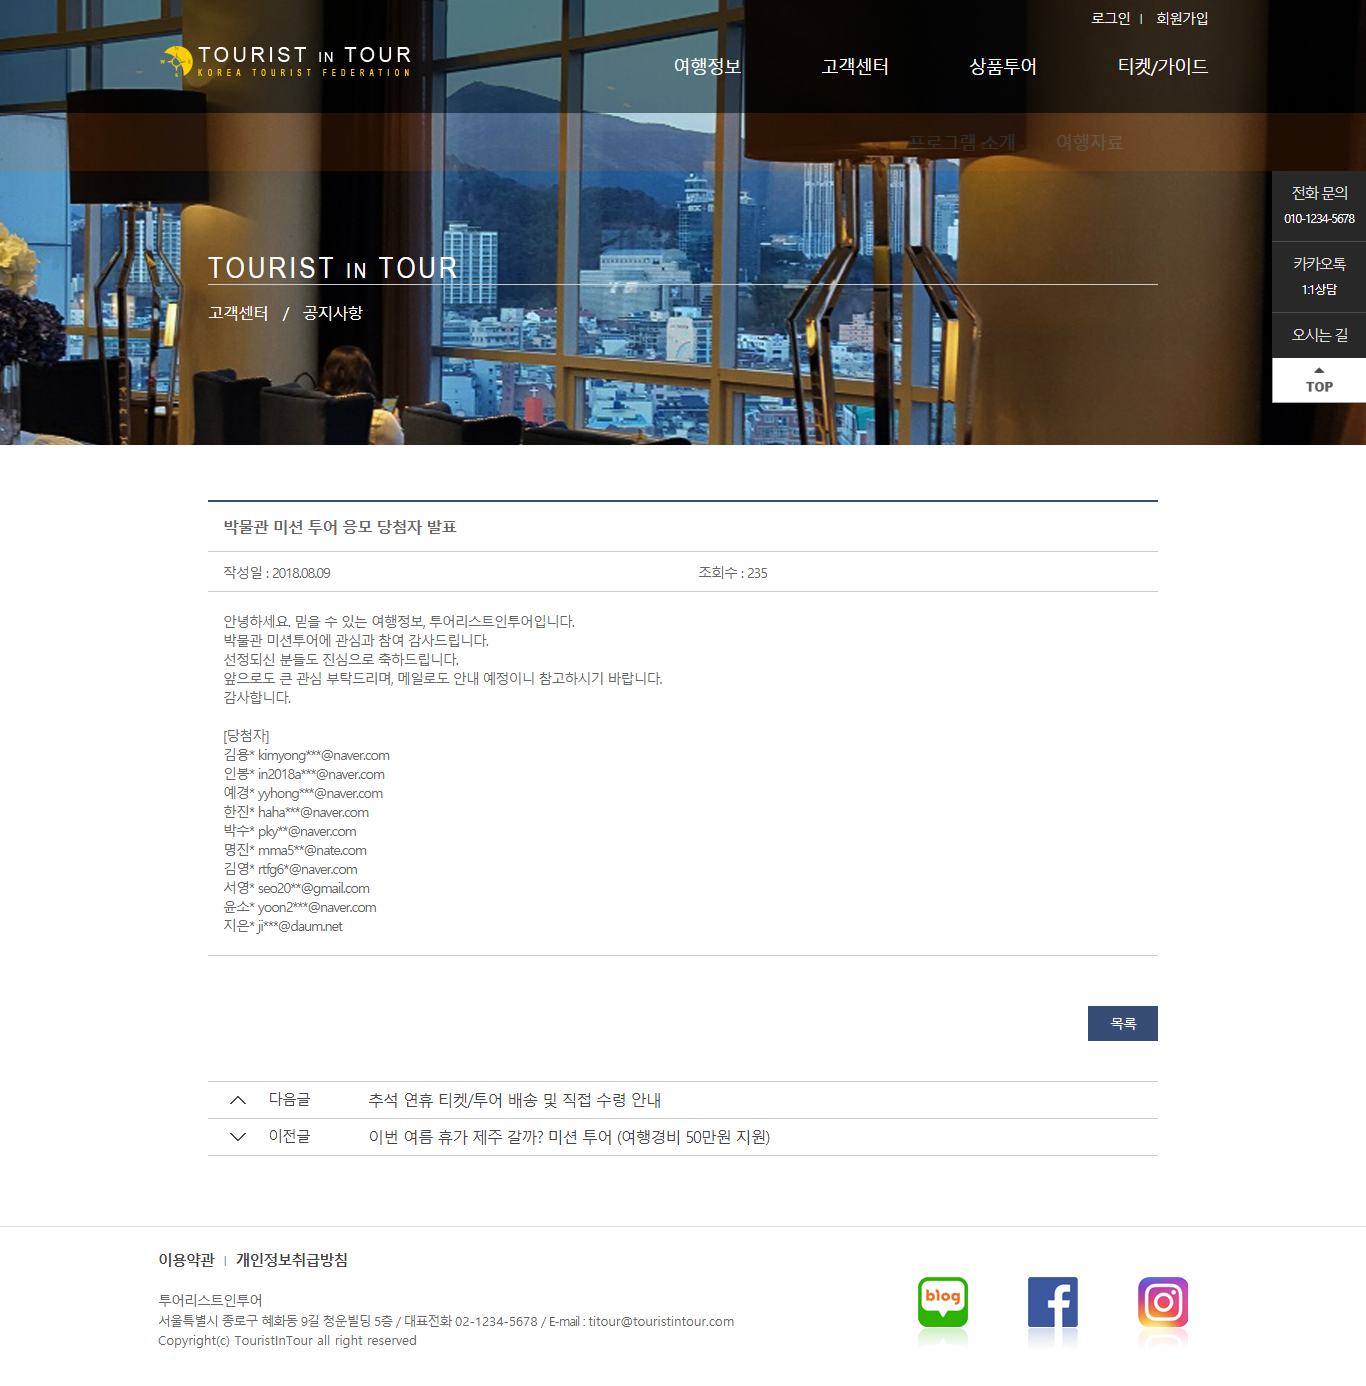 로그인 | 회원가입
TOURIST IN TOUR
KOREA TOURIST FEDERATION
여행정보 고객센터 상품투어 티켓/가이드
프로그램 소개 여행자료
전화 문의
010-1234-5678
카카오톡
1:1상담
오시는 길
TOP
TOURIST IN TOUR
고객센터 / 공지사항
박물관 미션 투어 응모 당첨자 발표
작성일 : 2018.08.09 조회수 : 235
안녕하세요. 믿을 수 있는 여행정보, 투어리스트인투어입니다.
박물관 미션투어에 관심과 참여 감사드립니다.
선정되신 분들도 진심으로 축하드립니다.
앞으로도 큰 관심 부탁드리며, 메일로도 안내 예정이니 참고하시기 바랍니다.
감사합니다.
[당첨자]
김용* kimyong***@naver.com
인봉* in2018a***@naver.com
예경* yyhong***@naver.com
한진* haha***@naver.com
박수* pky**@naver.com
명진* mma5**@nate.com
김영* rtfg6*@naver.com
서영* seo20**@gmail.com
윤소* yoon2***@naver.com
지은* ji***@daum.net
목록
다음글 추석 연휴 티켓/투어 배송 및 직접 수령 안내
이전글 이번 여름 휴가 제주 갈까? 미션 투어 (여행경비 50만원 지원)
이용약관 | 개인정보취급방침
투어리스트인투어
서울특별시 종로구 혜화동 9길 청운빌딩 5층 / 대표전화 02-1234-5678 / E-mail : titour@touristintour.com
Copyright(c) TouristInTour all right reserved
blog